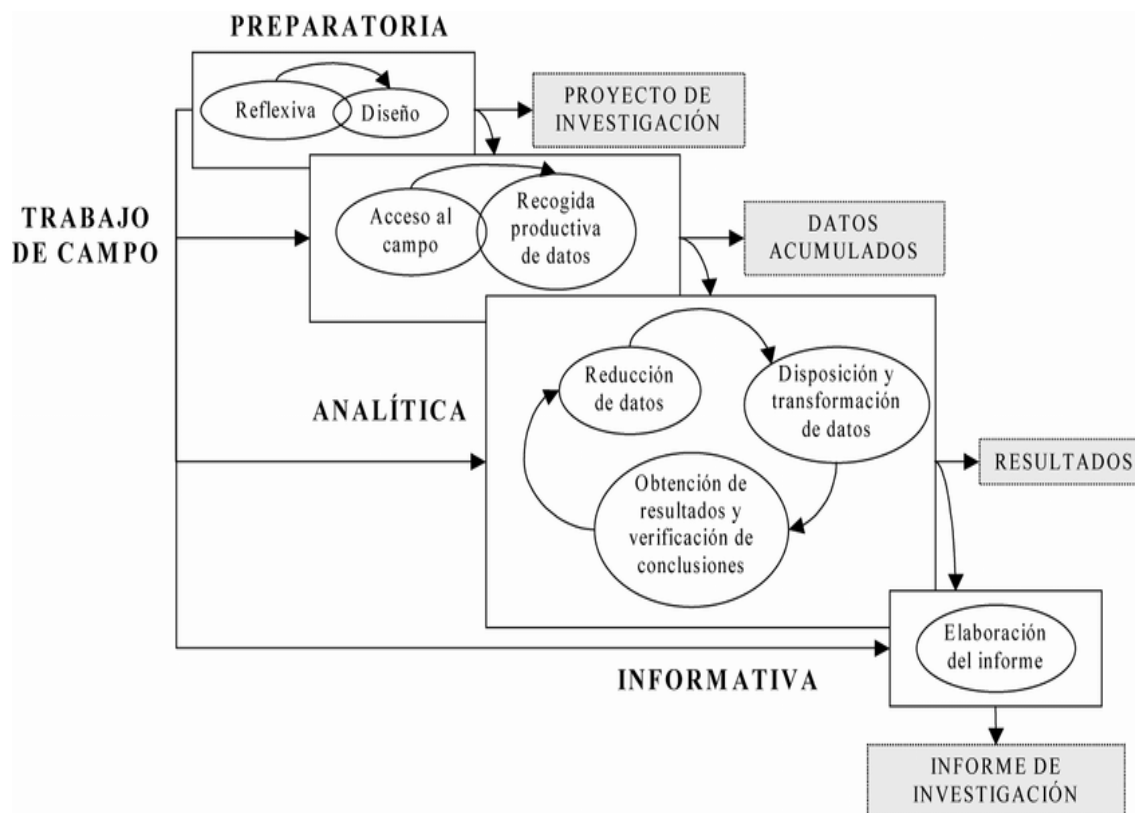 PREPARATORIA
Reflexiva
Diseño
PROYECTO DE
INVESTIGACIÓN
TRABAJO
DE CAMPO
Acceso al
campo
Recogida
productiva
de datos
DATOS
ACUMULADOS
ANALÍTICA
Reducción
de datos
Disposición y
transformación
de datos
Obtención de
resultados y
verificación de
conclusiones
RESULTADOS
INFORMATIVA
Elaboración
del informe
INFORME DE
INVESTIGACIÓN